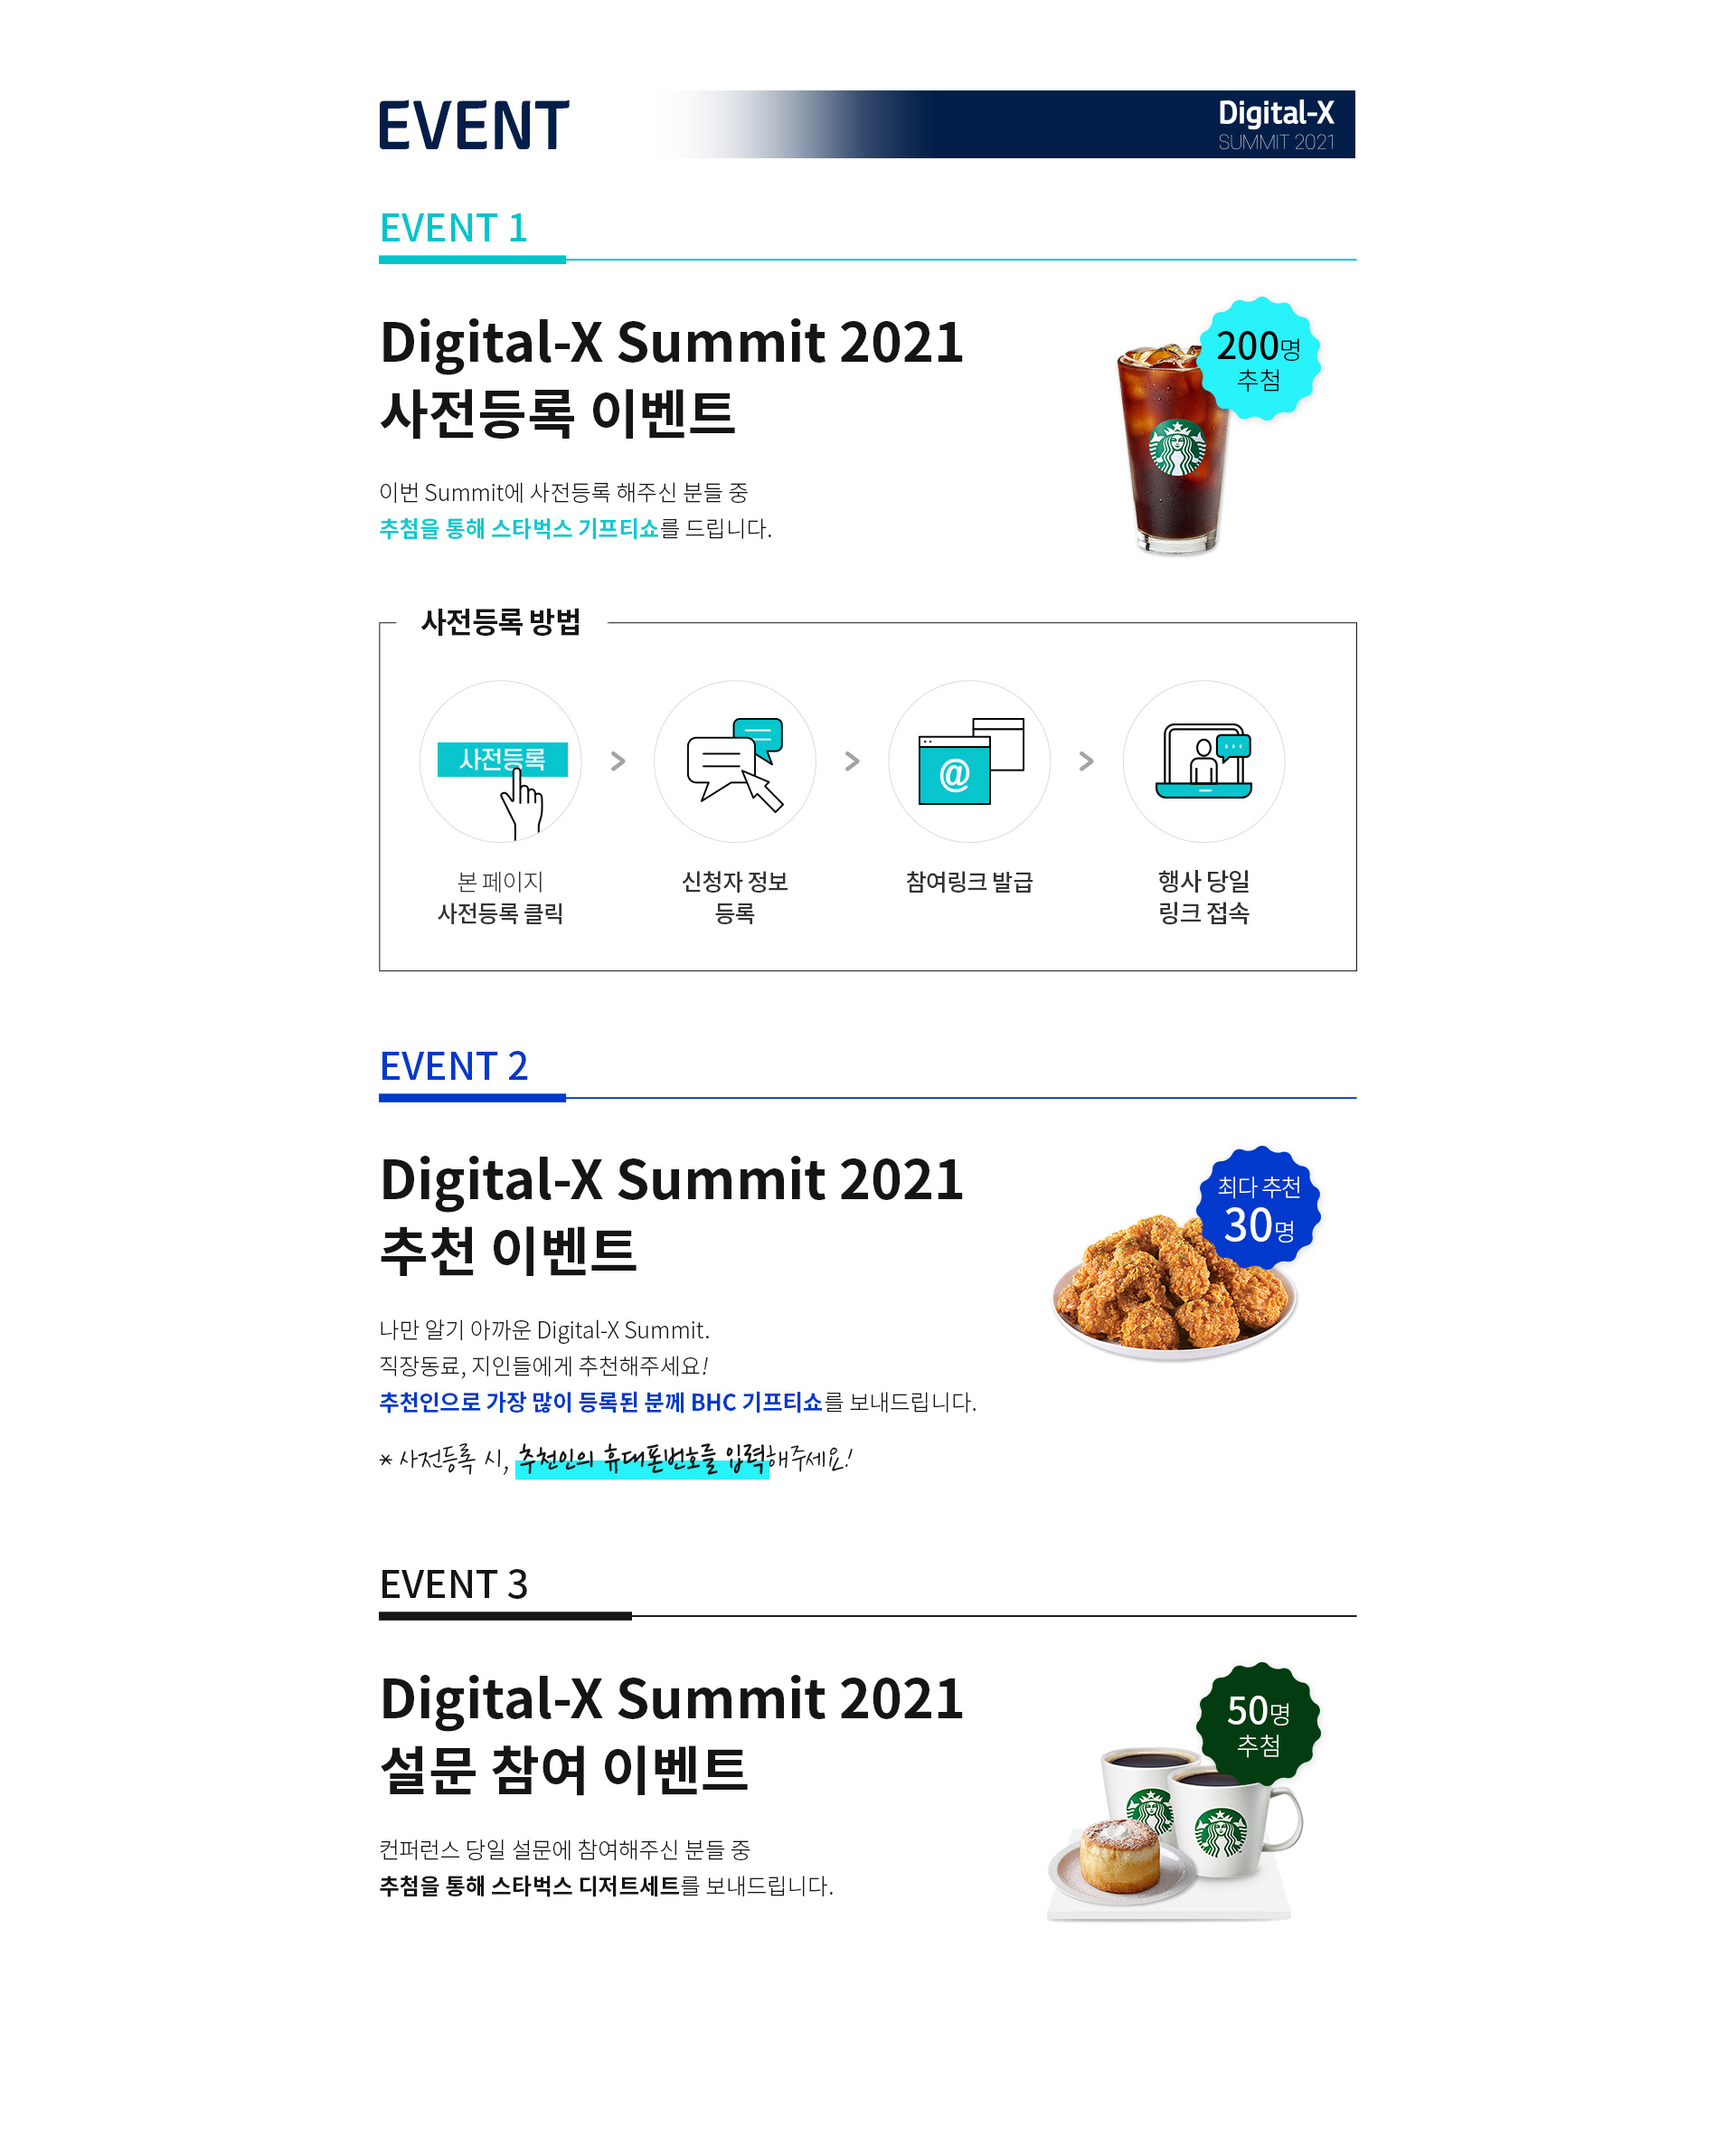 EVENT
Digital-X
SUMMIT 2021
EVENT 1
Digital-X Summit 2021
사전등록 이벤트
200명
추첨
이번 Summit에 사전등록 해주신 분들 중
추첨을 통해 스타벅스 기프티쇼를 드립니다.
사전등록 방법
사전등록
@
본 페이지
사전등록 클릭
신청자 정보
등록
참여링크 발급
행사 당일
링크 접속
EVENT 2
Digital-X Summit 2021
추천 이벤트
최다 추천
30명
나만 알기 아까운 Digital-X Summit.
직장동료, 지인들에게 추천해주세요!
추천인으로 가장 많이 등록된 분께 BHC 기프티쇼를 보내드립니다.
* 사전등록 시, 추천인의 휴대폰번호를 입력해주세요!
EVENT 3
Digital-X Summit 2021
설문 참여 이벤트
50명
추첨
컨퍼런스 당일 설문에 참여해주신 분들 중
추첨을 통해 스타벅스 디저트세트를 보내드립니다.